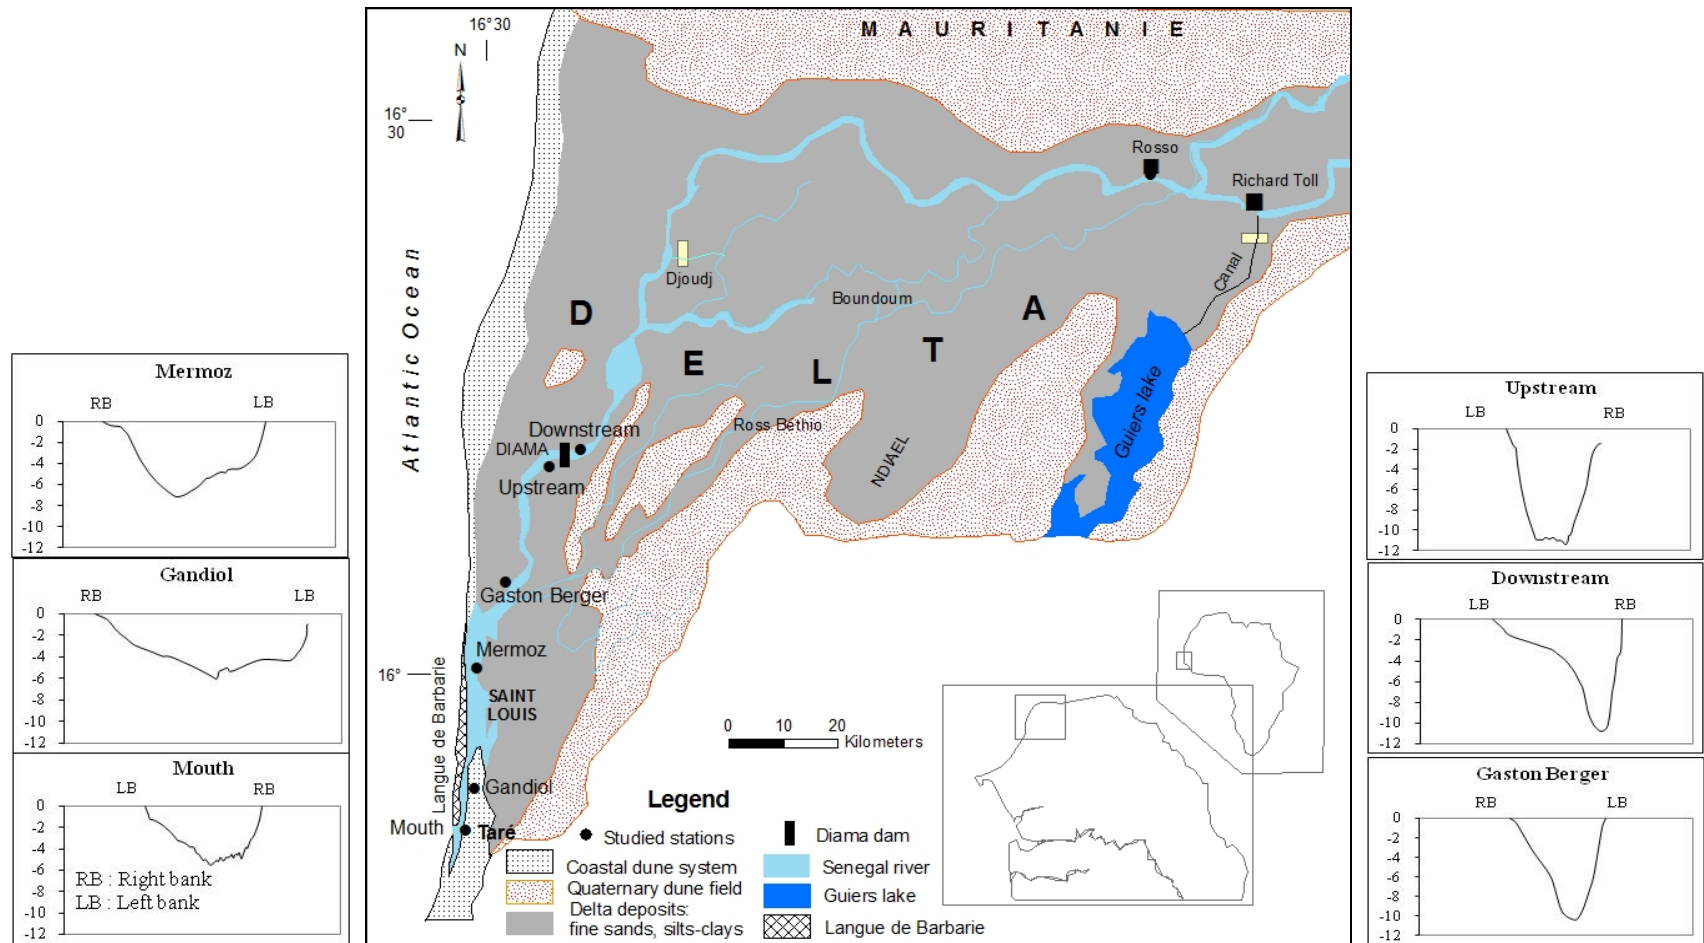 Mermoz
RB
LB
0
-2
-4
-6
-8
-10
-12
Gandiol
RB
LB
0
-2
-4
-6
-8
-10
-12
Mouth
LB
RB
0
-2
-4
-6
-8
-10
-12
RB : Right bank
LB : Left bank
16°30
N
16°
30
16°
MAURITANIE
Atlantic Ocean
Rosso
Richard Toll
Canal
Djoudj
Boundoum
D E L T A
Guiers lake
Ross Béthio
NDIAEL
Downstream
DIAMA
Upstream
Gaston Berger
Mermoz
SAINT
LOUIS
Langue de Barbarie
Gandiol
Mouth
Taré
0 10 20
Kilometers
Legend
Studied stations
Diama dam
Coastal dune system
Senegal river
Quaternary dune field
Guiers lake
Delta deposits:
fine sands, silts-clays
Langue de Barbarie
Upstream
LB
RB
0
-2
-4
-6
-8
-10
-12
Downstream
LB
RB
0
-2
-4
-6
-8
-10
-12
Gaston Berger
RB
LB
0
-2
-4
-6
-8
-10
-12